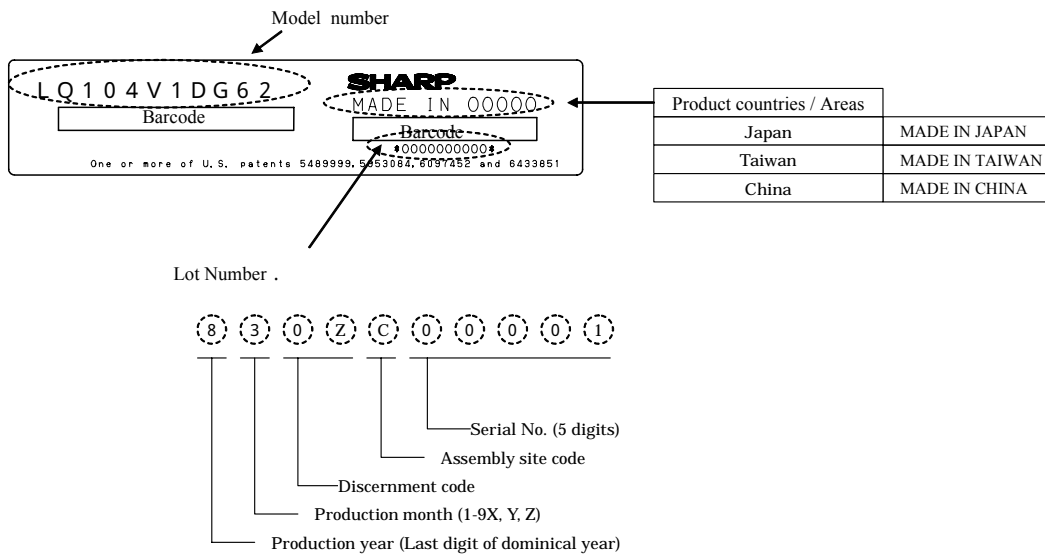 Model number
LQ104V1DG62
Barcode
SHARP
MADE IN 00000
Barcode
*0000000000*
One or more of U.S. patents 5489999, 5953084, 6097452 and 6433851
Product countries / Areas
Japan MADE IN JAPAN
Taiwan MADE IN TAIWAN
China MADE IN CHINA
Lot Number .
8 3 0 Z C 0 0 0 0 1
Serial No. (5 digits)
Assembly site code
Discernment code
Production month (1-9X, Y, Z)
Production year (Last digit of dominical year)